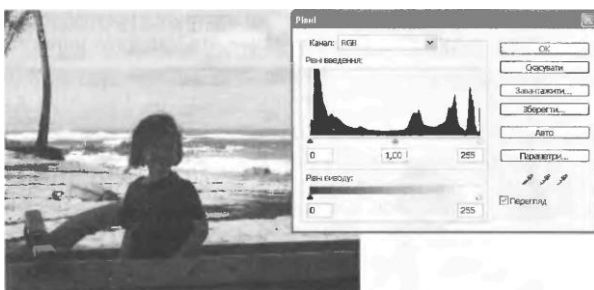 Рівні
Канал: RGB
Рівні введення:
0 1,00 255
Рівні виводу:
0 255
ОК
Скасувати
Завантажити...
Зберегти...
Авто
Параметри...
Перегляд